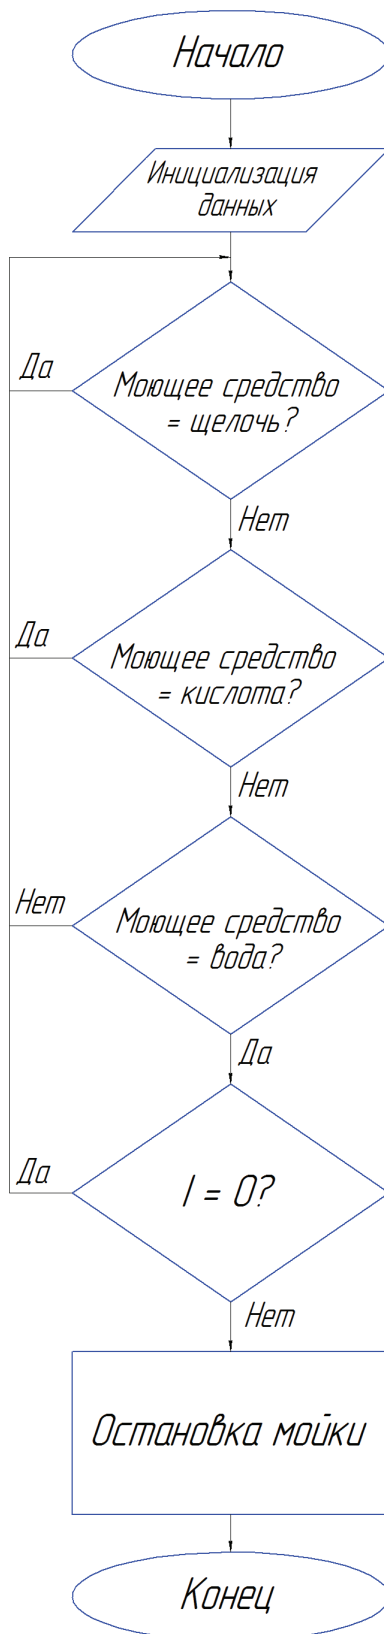 Начало
Инициализация
данных
Да
Моющее средство
= щелочь?
Нет
Да
Моющее средство
= кислота?
Нет
Нет
Моющее средство
= вода?
Да
Да
I = 0?
Нет
Остановка мойки
Конец